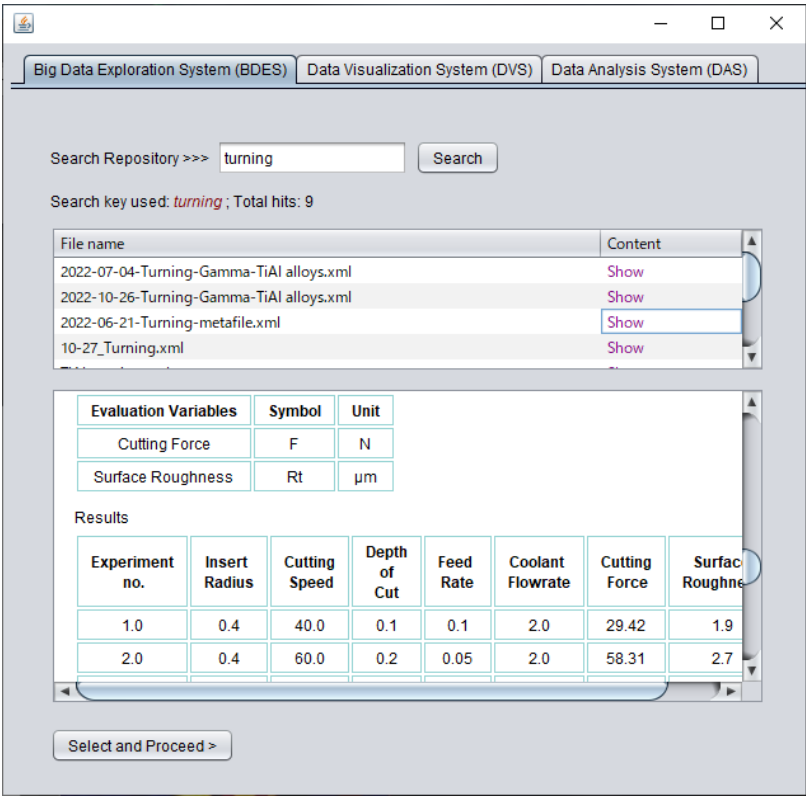 Big Data Exploration System (BDES) Data Visualization System (DVS) Data Analysis System (DAS)
Search Repository >>> turning Search
Search key used: turning ; Total hits: 9
File name Content
2022-07-04-Turning-Gamma-TiAl alloys.xml Show
2022-10-26-Turning-Gamma-TiAl alloys.xml Show
2022-06-21-Turning-metafile.xml Show
10-27_Turning.xml Show
Evaluation Variables Symbol Unit
Cutting Force F N
Surface Roughness Rt µm
Results
Experiment no. Insert Radius Cutting Speed Depth of Cut Feed Rate Coolant Flowrate Cutting Force Surfac Roughne
1.0 0.4 40.0 0.1 0.1 2.0 29.42 1.9
2.0 0.4 60.0 0.2 0.05 2.0 58.31 2.7
Select and Proceed >